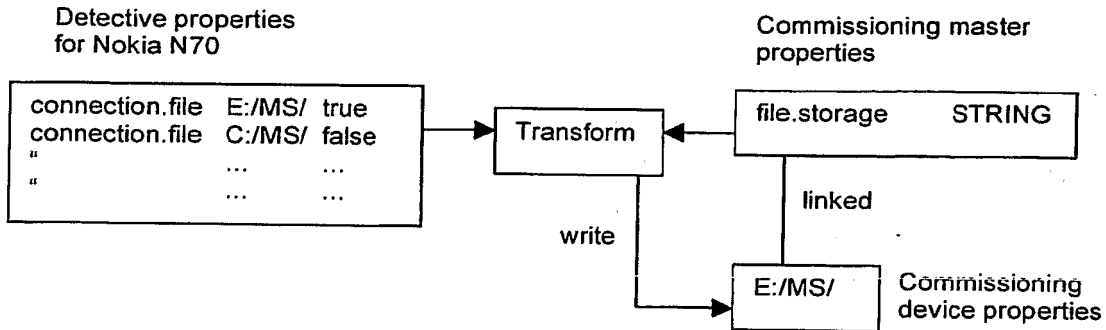 Detective properties
for Nokia N70
Commissioning master
properties
connection.file E:/MS/ true
connection.file C:/MS/ false
“ ... ...
“ ... ...
Transform
file.storage STRING
linked
write
E:/MS/
Commissioning
device properties